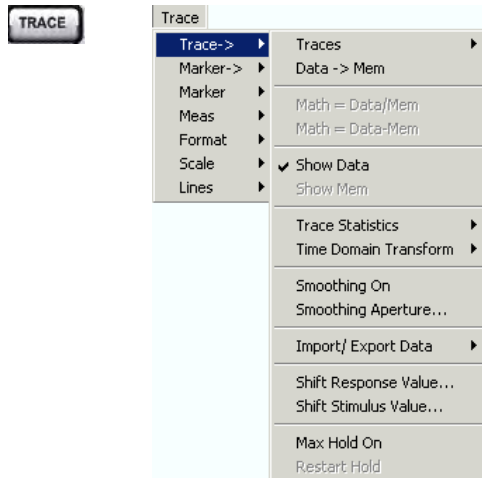 TRACE
Trace
Trace->
Marker->
Marker
Meas
Format
Scale
Lines
Traces
Data -> Mem
Math = Data/Mem
Math = Data-Mem
Show Data
Show Mem
Trace Statistics
Time Domain Transform
Smoothing On
Smoothing Aperture...
Import/ Export Data
Shift Response Value...
Shift Stimulus Value...
Max Hold On
Restart Hold